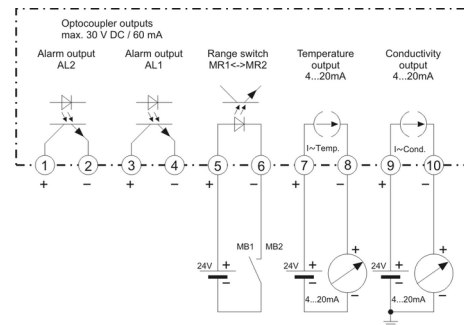 Optocoupler outputs
max. 30 V DC / 60 mA
Alarm output
AL2
Alarm output
AL1
Range switch
MR1<->MR2
Temperature
output
4...20mA
Conductivity
output
4...20mA
I~Temp.
I~Cond.
1 2 3 4 5 6 7 8 9 10
+ − + − + − + − + −
MB1 MB2
24V + −
24V + −
+ −
4...20mA
24V + −
+ −
4...20mA